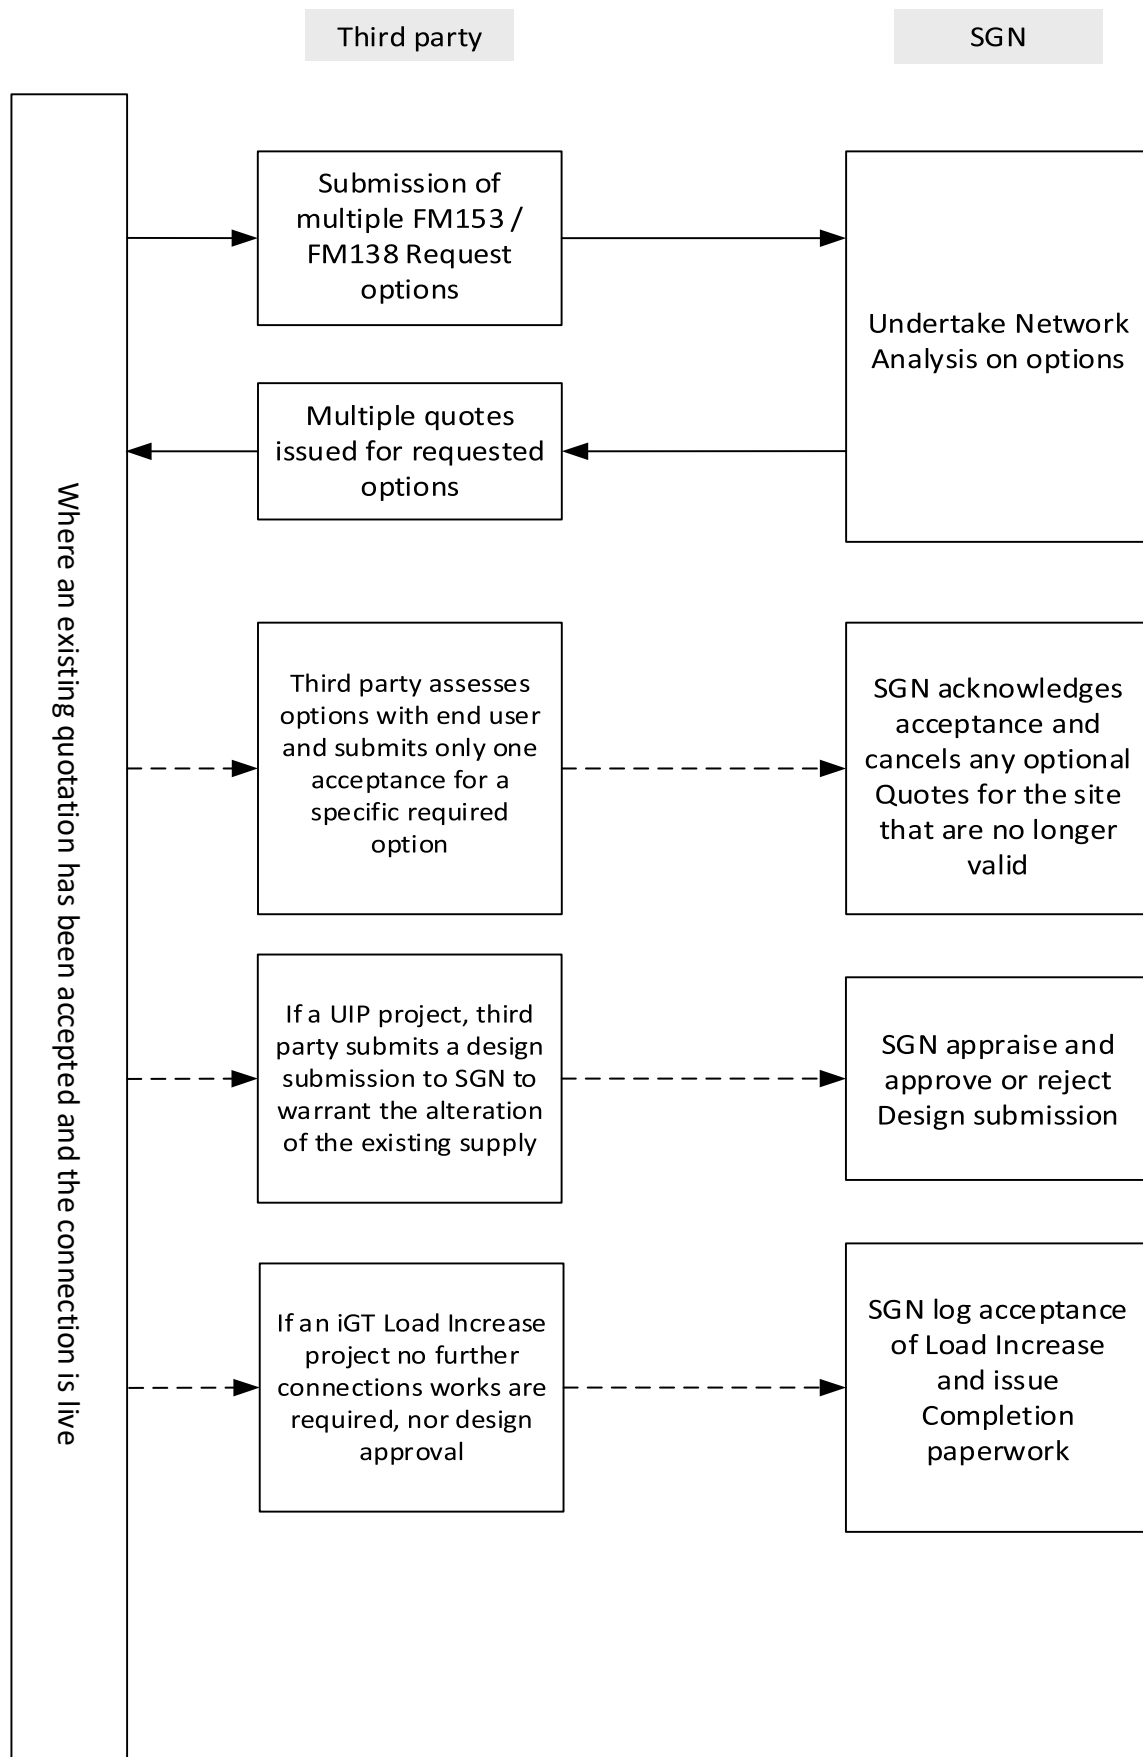 Third party
SGN
Where an existing quotation has been accepted and the connection is live
Submission of
multiple FM153 /
FM138 Request
options
Undertake Network
Analysis on options
Multiple quotes
issued for requested
options
Third party assesses
options with end user
and submits only one
acceptance for a
specific required
option
SGN acknowledges
acceptance and
cancels any optional
Quotes for the site
that are no longer
valid
If a UIP project, third
party submits a design
submission to SGN to
warrant the alteration
of the existing supply
SGN appraise and
approve or reject
Design submission
If an iGT Load Increase
project no further
connections works are
required, nor design
approval
SGN log acceptance
of Load Increase
and issue
Completion
paperwork